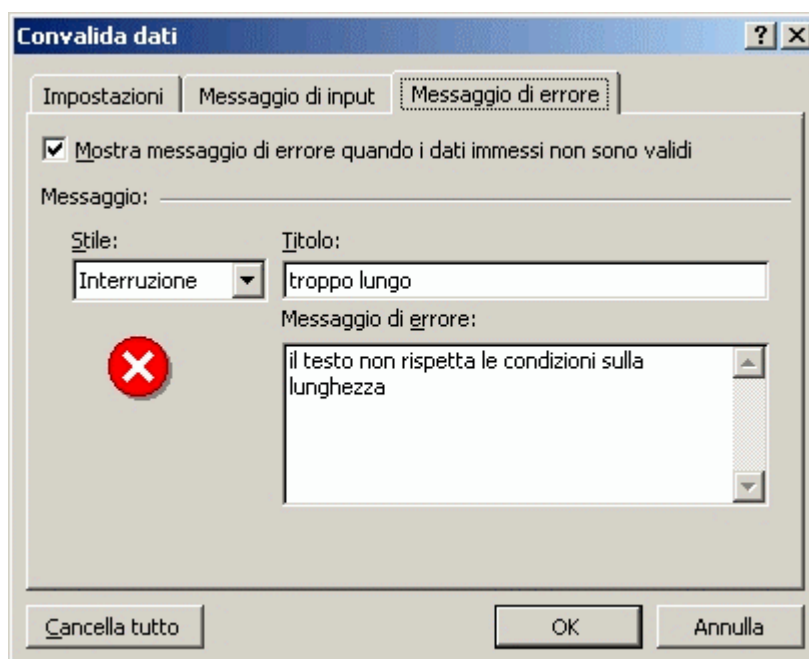 Convalida dati
Impostazioni Messaggio di input Messaggio di errore
Mostra messaggio di errore quando i dati immessi non sono validi
Messaggio:
Stile: Titolo:
Interruzione troppo lungo
Messaggio di errore:
il testo non rispetta le condizioni sulla
lunghezza
Cancella tutto OK Annulla